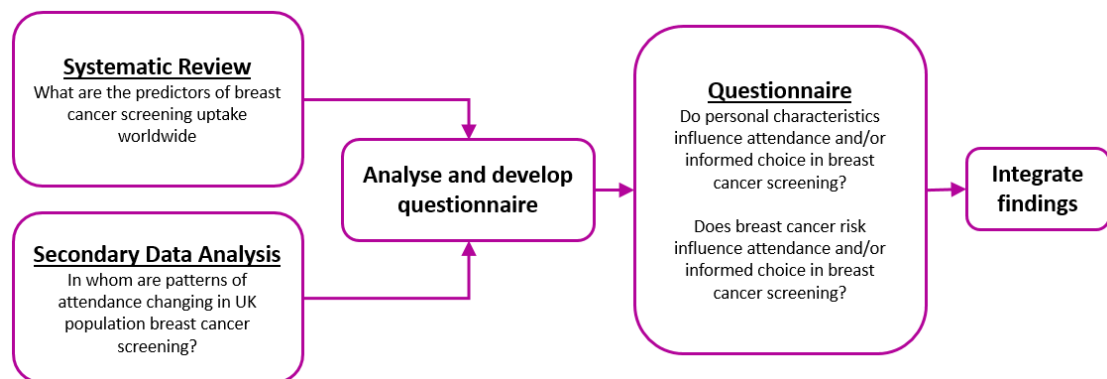 Systematic Review
What are the predictors of breast
cancer screening uptake
worldwide
Secondary Data Analysis
In whom are patterns of
attendance changing in UK
population breast cancer
screening?
Analyse and develop
questionnaire
Questionnaire
Do personal characteristics
influence attendance and/or
informed choice in breast
cancer screening?
Does breast cancer risk
influence attendance and/or
informed choice in breast
cancer screening?
Integrate
findings